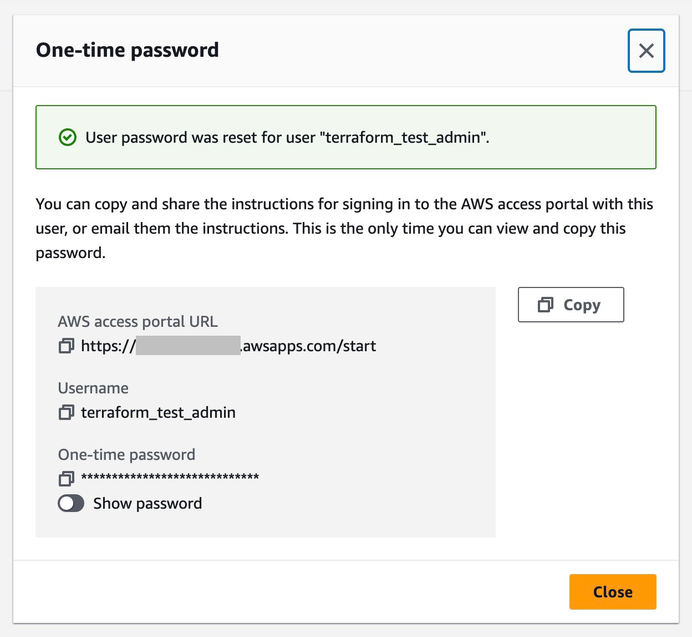 One-time password
User password was reset for user "terraform_test_admin".
You can copy and share the instructions for signing in to the AWS access portal with this
user, or email them the instructions. This is the only time you can view and copy this
password.
Copy
AWS access portal URL
https:// .awsapps.com/start
Username
terraform_test_admin
One-time password
*****************************
Show password
Close